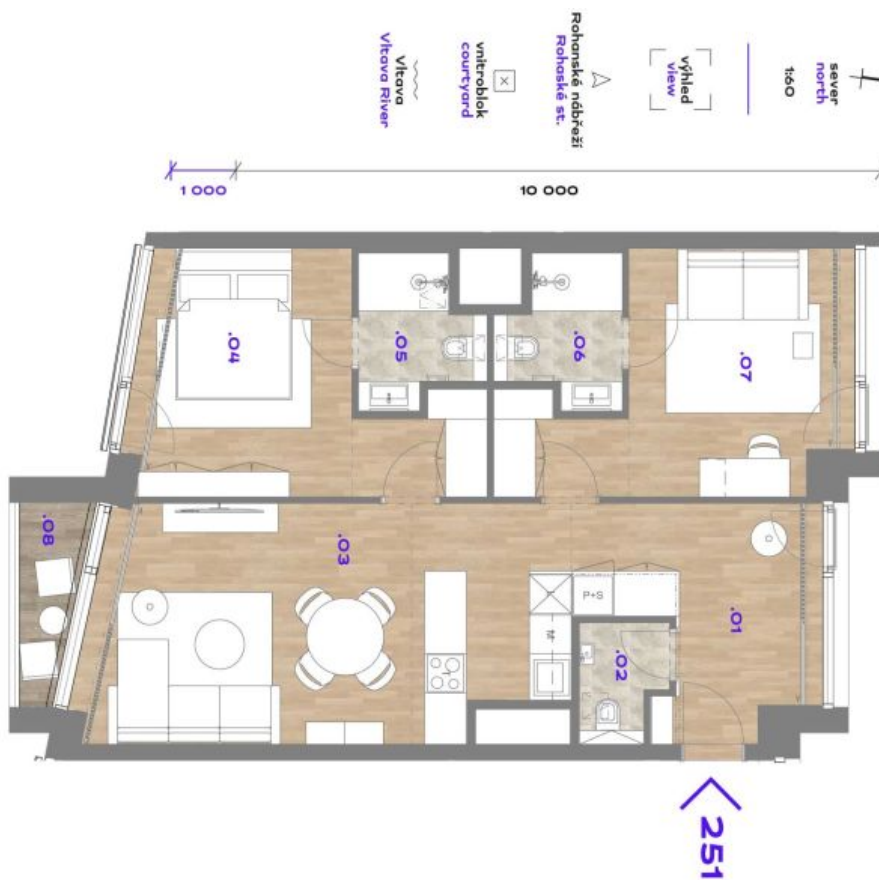 sever
north
1:60
výhled
view
Rohanské nábřeží
Rohaské st.
vnitroblok
courtyard
Vltava
Vltava River
1 000
10 000
.04
.05
.06
.07
.08
.03
P+S
M
.02
.01
251